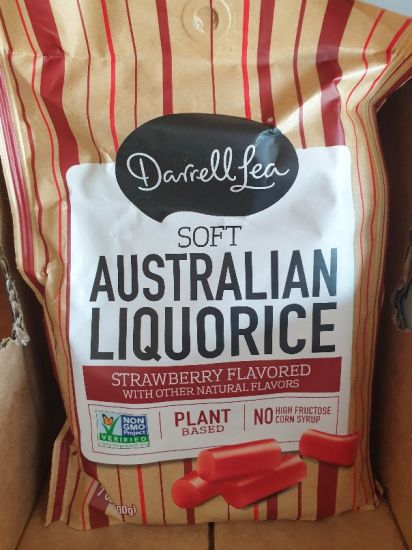 Darrell Lea
SOFT
AUSTRALIAN
LIQUORICE
STRAWBERRY FLAVORED
WITH OTHER NATURAL FLAVORS
NON
GMO
Project
VERIFIED
PLANT
BASED
NO HIGH FRUCTOSE
CORN SYRUP